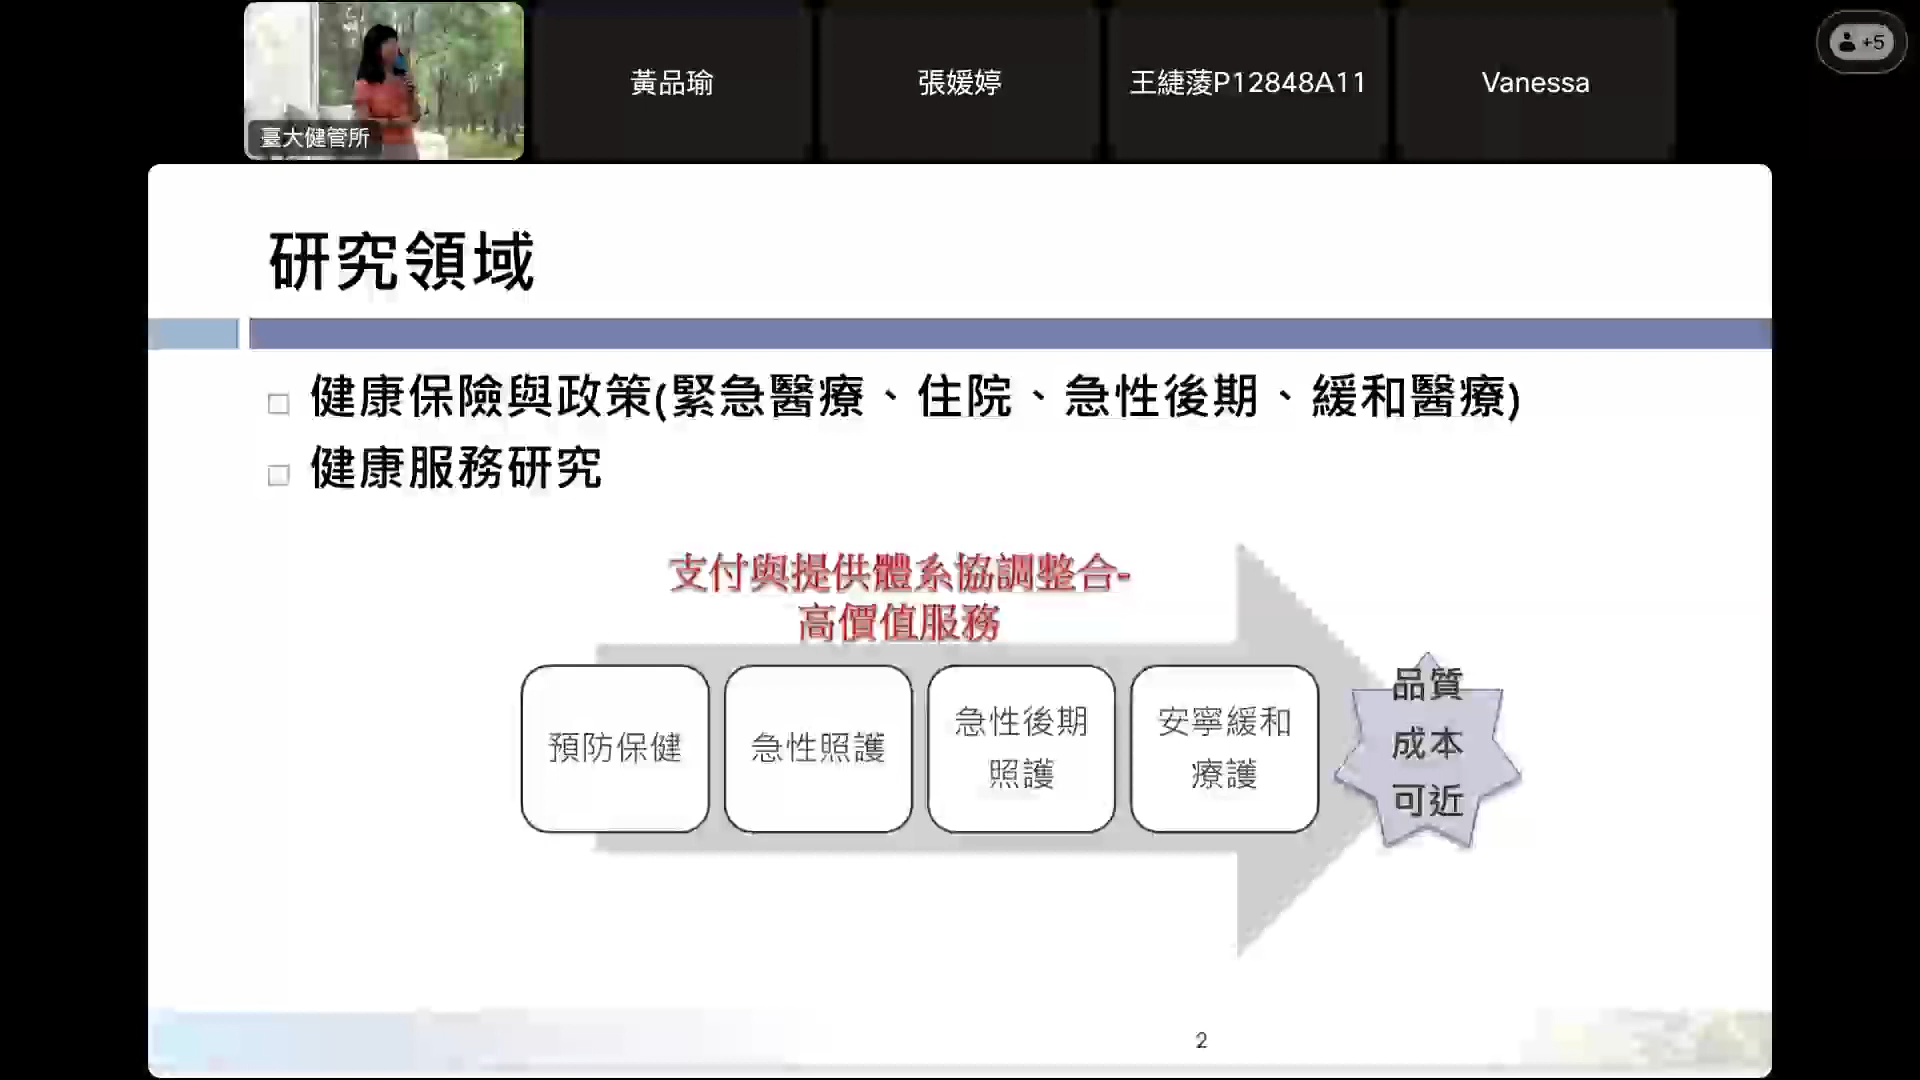 臺大健管所
黃品瑜
張媛婷
王緁蓤P12848A11
Vanessa
+5
研究領域
健康保險與政策(緊急醫療、住院、急性後期、緩和醫療)
健康服務研究
支付與提供體系協調整合-
高價值服務
預防保健
急性照護
急性後期
照護
安寧緩和
療護
品質
成本
可近
2